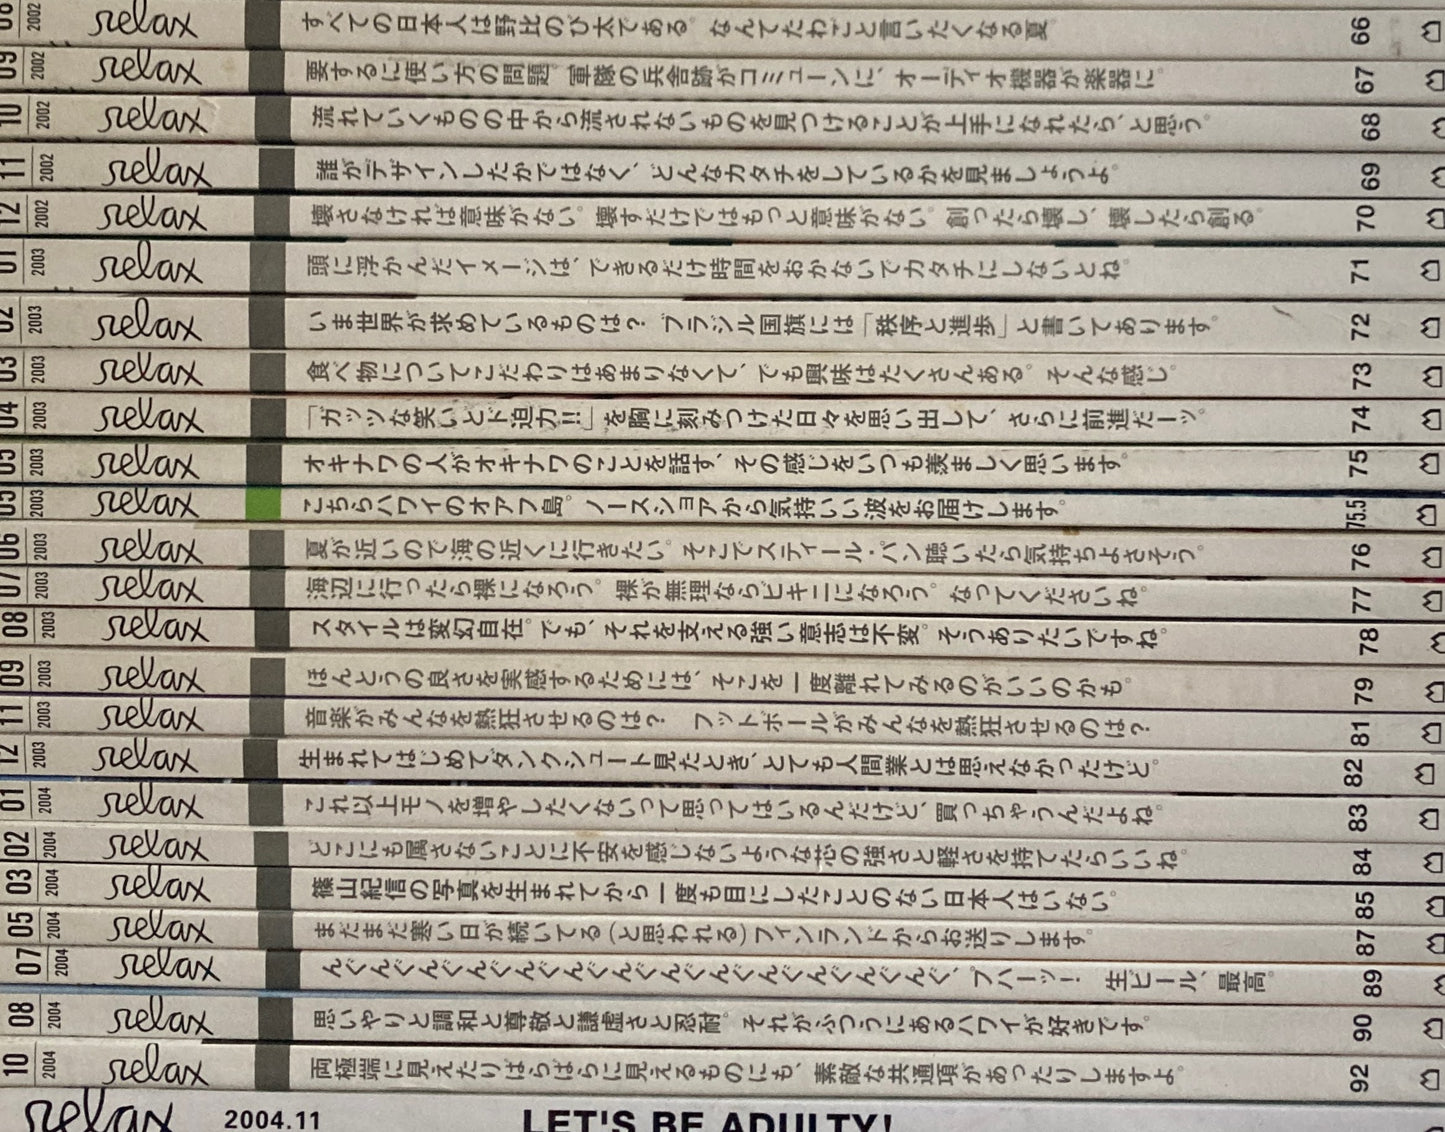 08 2002 relax すべての日本人は野比のび太である。なんてたわごと言いたくなる夏 66
09 2002 relax 要するに使い方の問題 軍隊の兵舎跡がコミューンに、オーディオ機器が楽器に。 67
10 2002 relax 流れていくものの中から流されないものを見つけることが上手になれたら、と思う。 68
11 2002 relax 誰がデザインしたかではなく、どんなカタチをしているかを見ましょうよ。 69
12 2002 relax 壊さなければ意味がない。壊すだけではもっと意味がない。創ったら壊し、壊したら創る。 70
01 2003 relax 頭に浮かんだイメージは、できるだけ時間をおかないでカタチにしないとね。 71
02 2003 relax いま世界が求めているものは? ブラジル国旗には「秩序と進歩」と書いてあります。 72
03 2003 relax 食べ物についてこだわりはあまりなくて、でも興味はたくさんある。そんな感じ。 73
04 2003 relax 「ガッツな笑いとド迫力!!」を胸に刻みつけた日々を思い出して、さらに前進だーッ。 74
05 2003 relax オキナワの人がオキナワのことを話す、その感じをいつも羨ましく思います。 75
05 2003 relax こちらハワイのオアフ島。ノースショアから気持いい波をお届けします。 75.5
06 2003 relax 夏が近いので海の近くに行きたい。そこでスティール・パン聴いたら気持ちよさそう。 76
07 2003 relax 海辺に行ったら裸になろう。裸が無理ならビキニになろう。なってくださいね。 77
08 2003 relax スタイルは変幻自在。でも、それを支える強い意志は不変。そうありたいですね。 78
09 2003 relax ほんとうの良さを実感するためには、そこを一度離れてみるのがいいのかも。 79
11 2003 relax 音楽がみんなを熱狂させるのは? フットボールがみんなを熱狂させるのは? 81
12 2003 relax 生まれてはじめてダンクシュート見たとき、とても人間業とは思えなかったけど。 82
01 2004 relax これ以上モノを増やしたくないって思ってはいるんだけど、買っちゃうんだよね。 83
02 2004 relax どこにも属さないことに不安を感じないような芯の強さと軽さを持てたらいいね。 84
03 2004 relax 篠山紀信の写真を生まれてから一度も目にしたことのない日本人はいない。 85
05 2004 relax まだまだ寒い日が続いてる(と思われる)フィンランドからお送りします。 87
07 2004 relax んぐんぐんぐんぐんぐんぐんぐんぐんぐんぐんぐんぐんぐ、プハーッ! 生ビール、最高。 89
08 2004 relax 思いやりと調和と尊敬と謙虚さと忍耐。それがふつうにあるハワイが好きです。 90
10 2004 relax 両極端に見えたりばらばらに見えるものにも、素敵な共通項があったりしますよ。 92
relax 2004.11 LET'S BE ADULTY!